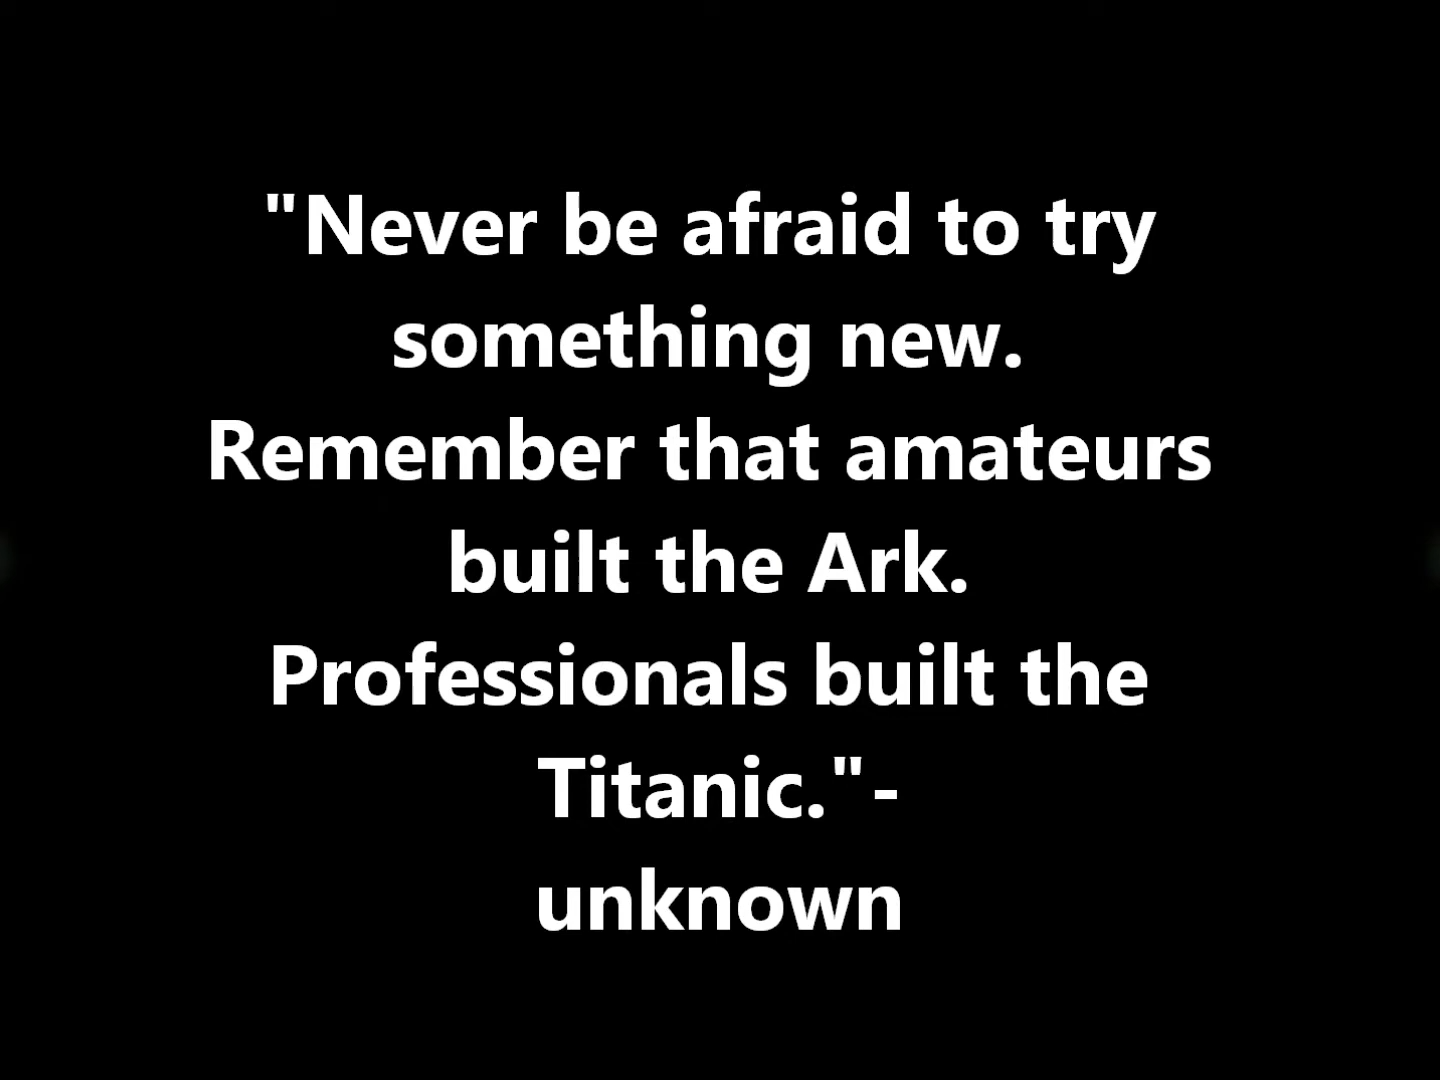 "Never be afraid to try
something new.
Remember that amateurs
built the Ark.
Professionals built the
Titanic."-
unknown